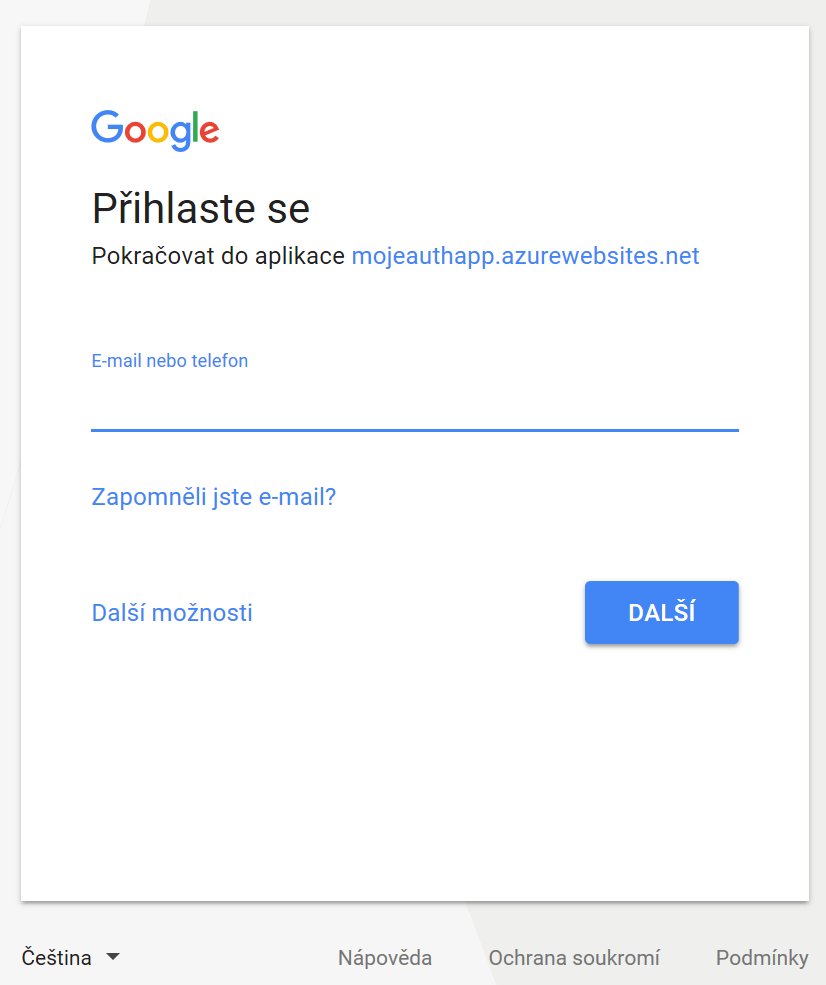 Google
Přihlaste se
Pokračovat do aplikace mojeauthapp.azurewebsites.net
E-mail nebo telefon
Zapomněli jste e-mail?
Další možnosti
DALŠÍ
Čeština
Nápověda
Ochrana soukromí
Podmínky